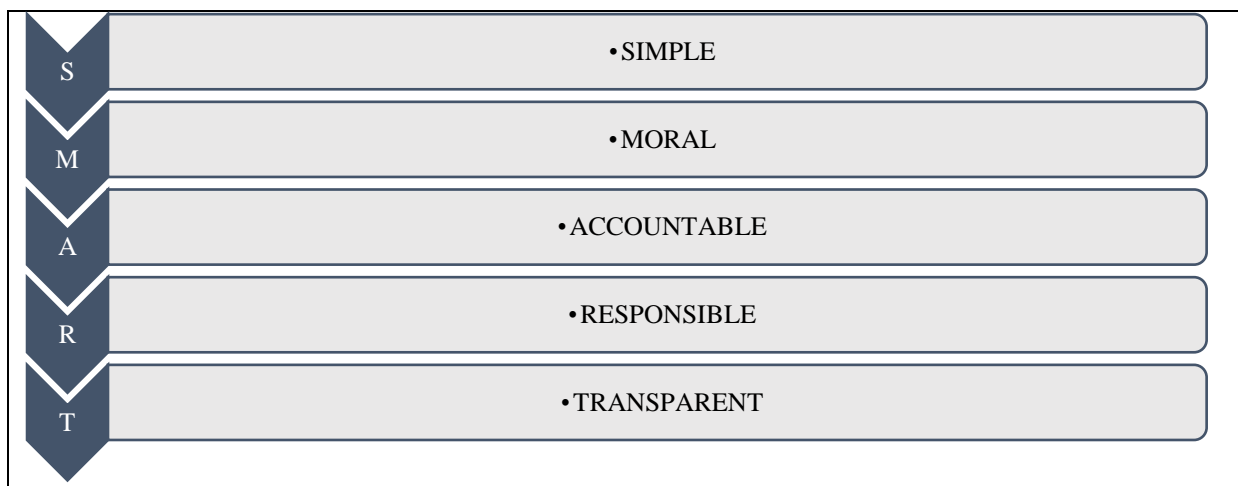 S
•SIMPLE
M
•MORAL
A
•ACCOUNTABLE
R
•RESPONSIBLE
T
•TRANSPARENT